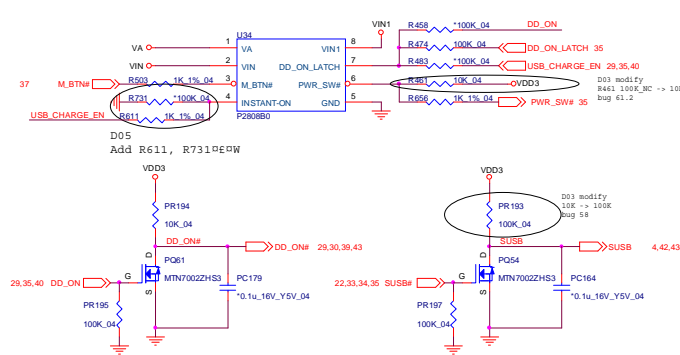 U34
VIN1
R458 *100K_04 DD_ON
VA 1 VA VIN1 8 R474 *100K_04 DD_ON_LATCH 35
VIN 2 VIN DD_ON_LATCH 7 R483 *100K_04 USB_CHARGE_EN 29,35,40
37 M_BTN# R503 1K_1%_04 3 M_BTN# PWR_SW# 6 R461 10K_04 VDD3
D03 modify
R461 100K_NC -> 10
bug 61.2
R731 *100K_04 4 INSTANT-ON GND 5 R656 1K_1%_04 PWR_SW# 35
USB_CHARGE_EN R611 1K_1%_04 P2808B0
D05
Add R611, R731¤£¤W
VDD3
PR194
10K_04
DD_ON#
DD_ON# 29,30,39,43
D
PQ61
MTN7002ZHS3
29,35,40 DD_ON G
S
PC179
*0.1u_16V_Y5V_04
PR195
100K_04
VDD3
D03 modify
10K -> 100K
bug 58
PR193
100K_04
SUSB
SUSB 4,42,43
D
PQ54
MTN7002ZHS3
22,33,34,35 SUSB# G
S
PC164
*0.1u_16V_Y5V_04
PR197
100K_04